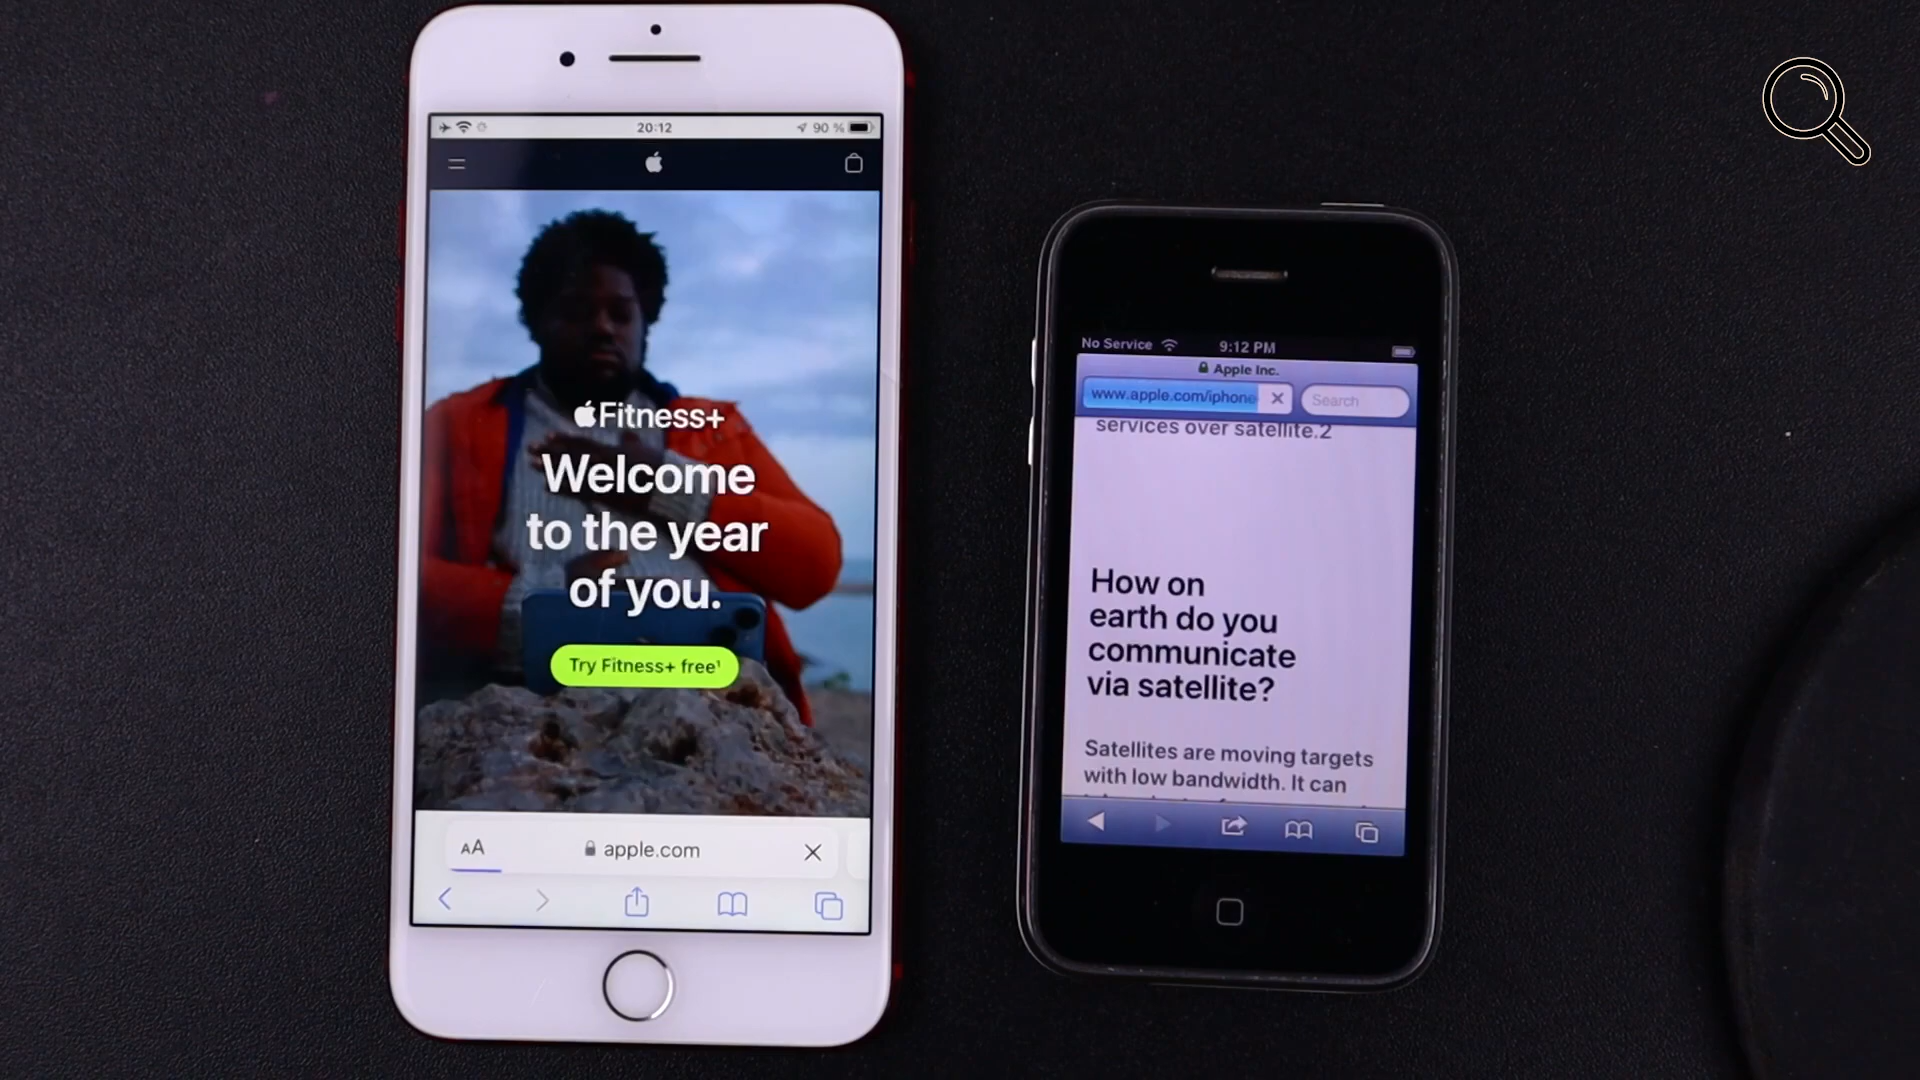 20:12
90 %
Fitness+
Welcome
to the year
of you.
Try Fitness+ free¹
AA
apple.com
No Service
9:12 PM
Apple Inc.
www.apple.com/iphone
Search
services over satellite.2
How on
earth do you
communicate
via satellite?
Satellites are moving targets
with low bandwidth. It can